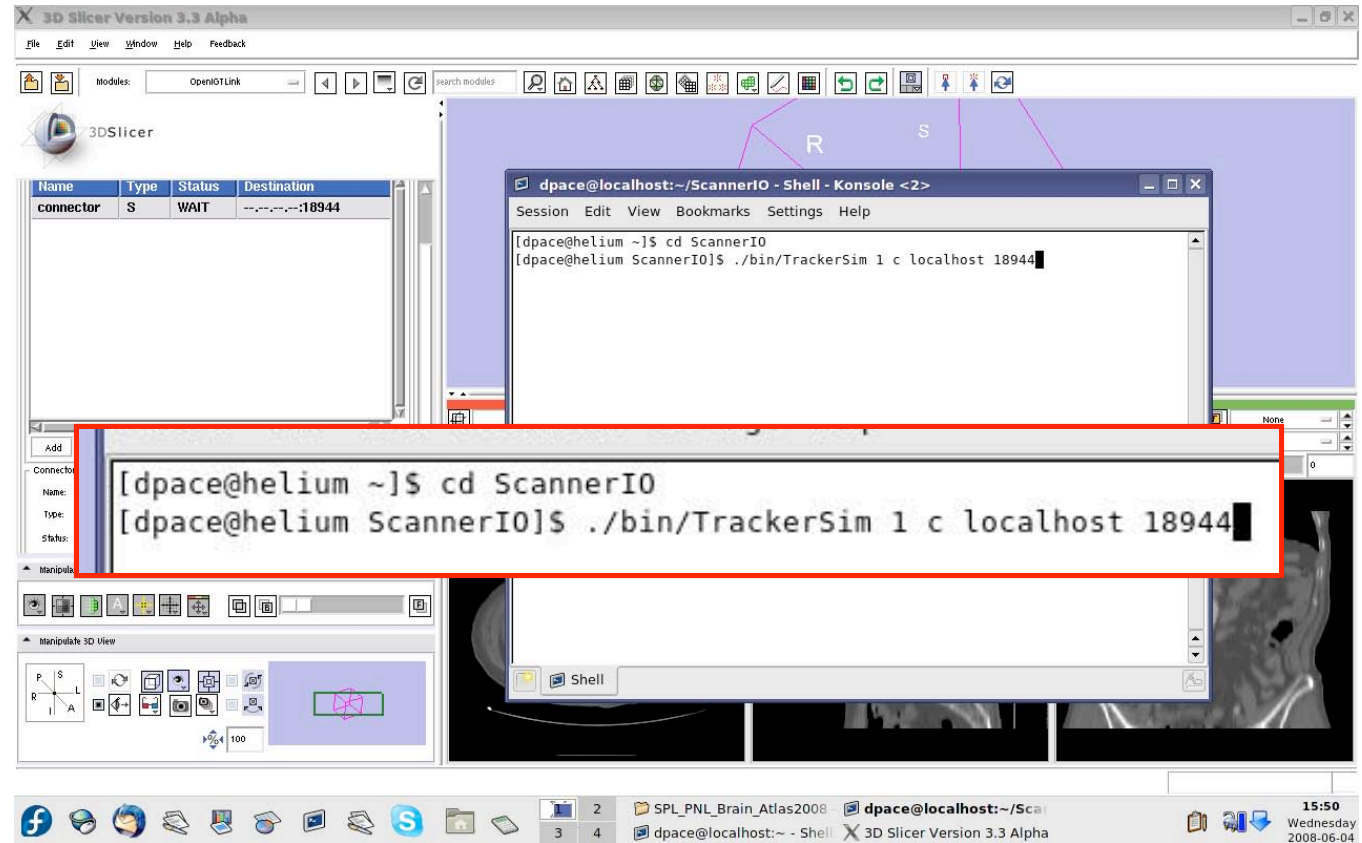 3D Slicer Version 3.3 Alpha
File Edit View Window Help Feedback
Modules: OpenIGTLink search modules
3DSlicer
R S
Name Type Status Destination
connector S WAIT --.--.--.--:18944
dpace@localhost:~/ScannerIO - Shell - Konsole <2>
Session Edit View Bookmarks Settings Help
[dpace@helium ~]$ cd ScannerIO
[dpace@helium ScannerIO]$ ./bin/TrackerSim 1 c localhost 18944
None
Add
0
Connecto
Name:
Type:
Status:
[dpace@helium ~]$ cd ScannerIO
[dpace@helium ScannerIO]$ ./bin/TrackerSim 1 c localhost 18944
Manipula
Manipulate 3D View
P S
R L
I A
100
Shell
1 2
3 4
SPL_PNL_Brain_Atlas2008
dpace@localhost:~/Sca
dpace@localhost:~ - Shell
3D Slicer Version 3.3 Alpha
15:50
Wednesday
2008-06-04